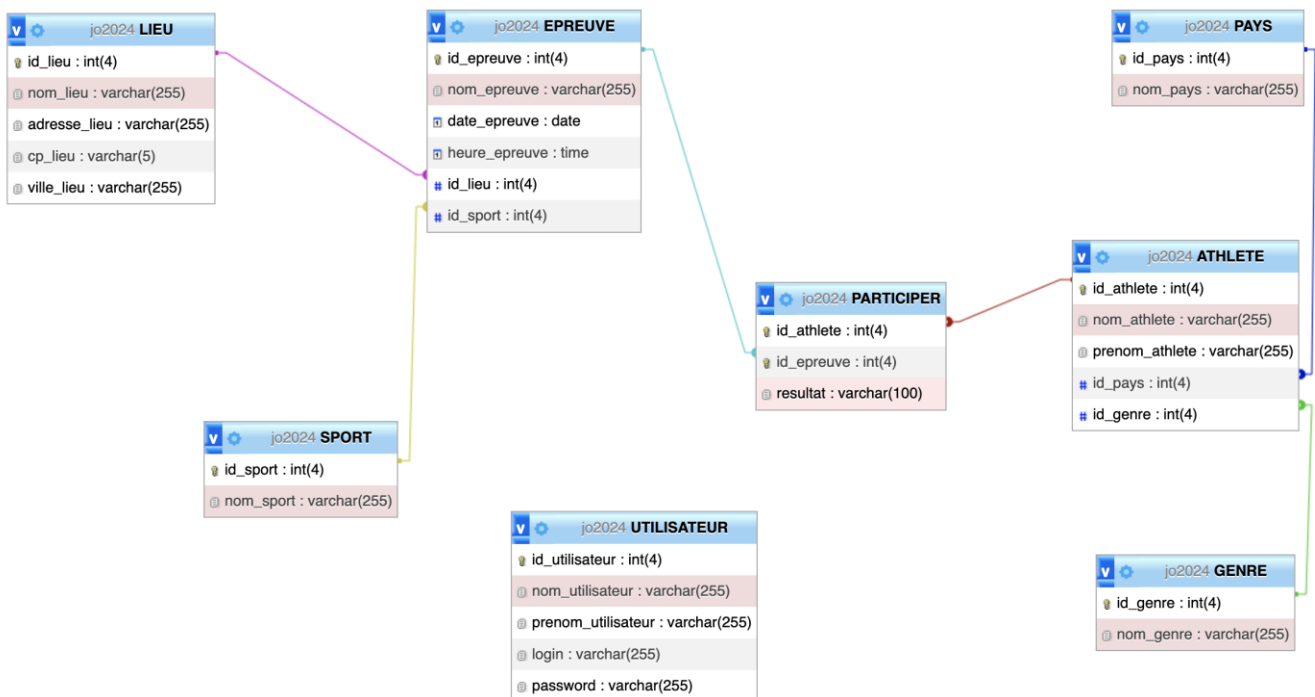 jo2024 LIEU
id_lieu : int(4)
nom_lieu : varchar(255)
adresse_lieu : varchar(255)
cp_lieu : varchar(5)
ville_lieu : varchar(255)
jo2024 EPREUVE
id_epreuve : int(4)
nom_epreuve : varchar(255)
date_epreuve : date
heure_epreuve : time
id_lieu : int(4)
id_sport : int(4)
jo2024 PAYS
id_pays : int(4)
nom_pays : varchar(255)
jo2024 PARTICIPER
id_athlete : int(4)
id_epreuve : int(4)
resultat : varchar(100)
jo2024 ATHLETE
id_athlete : int(4)
nom_athlete : varchar(255)
prenom_athlete : varchar(255)
id_pays : int(4)
id_genre : int(4)
jo2024 SPORT
id_sport : int(4)
nom_sport : varchar(255)
jo2024 UTILISATEUR
id_utilisateur : int(4)
nom_utilisateur : varchar(255)
prenom_utilisateur : varchar(255)
login : varchar(255)
password : varchar(255)
jo2024 GENRE
id_genre : int(4)
nom_genre : varchar(255)